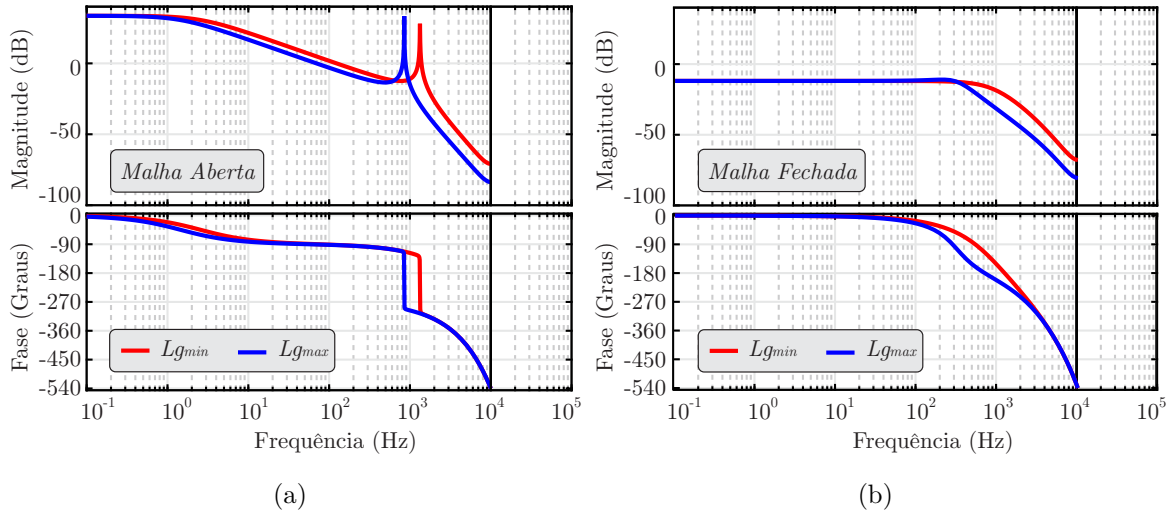 Magnitude (dB)
0
-50
-100
Malha Aberta
Fase (Graus)
0
-90
-180
-270
-360
-450
-540
Lgmin Lgmax
10-1 100 101 102 103 104 105
Frequência (Hz)
(a)
Magnitude (dB)
0
-50
-100
Malha Fechada
Fase (Graus)
0
-90
-180
-270
-360
-450
-540
Lgmin Lgmax
10-1 100 101 102 103 104 105
Frequência (Hz)
(b)